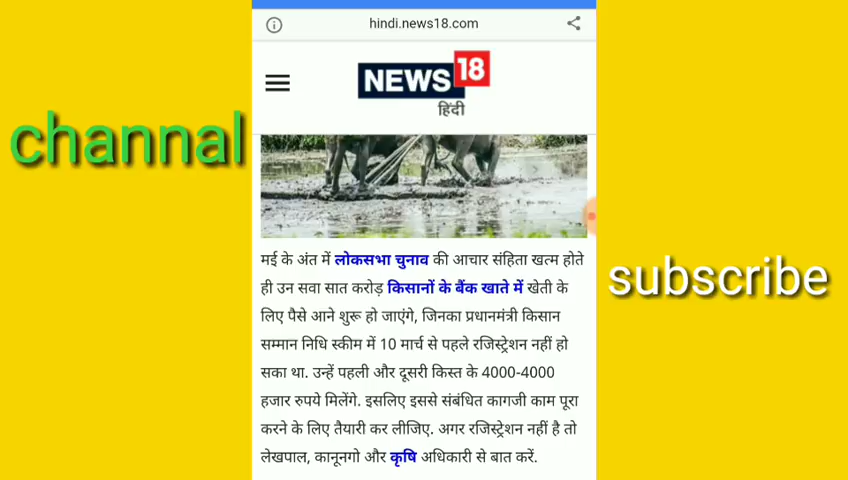 hindi.news18.com
NEWS 18
हिंदी
channal
subscribe
मई के अंत में लोकसभा चुनाव की आचार संहिता खत्म होते
ही उन सवा सात करोड़ किसानों के बैंक खाते में खेती के
लिए पैसे आने शुरू हो जाएंगे, जिनका प्रधानमंत्री किसान
सम्मान निधि स्कीम में 10 मार्च से पहले रजिस्ट्रेशन नहीं हो
सका था. उन्हें पहली और दूसरी किस्त के 4000-4000
हजार रुपये मिलेंगे. इसलिए इससे संबंधित कागजी काम पूरा
करने के लिए तैयारी कर लीजिए. अगर रजिस्ट्रेशन नहीं है तो
लेखपाल, कानूनगो और कृषि अधिकारी से बात करें.